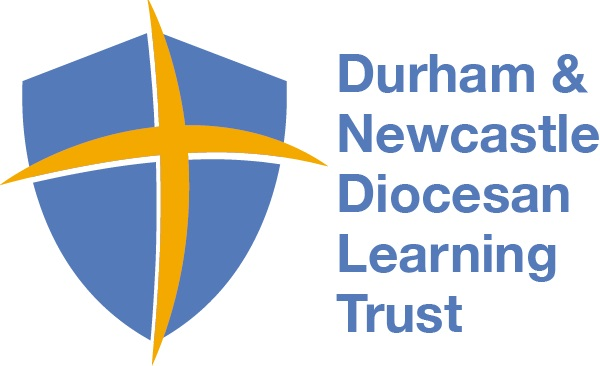 Durham &
Newcastle
Diocesan
Learning
Trust